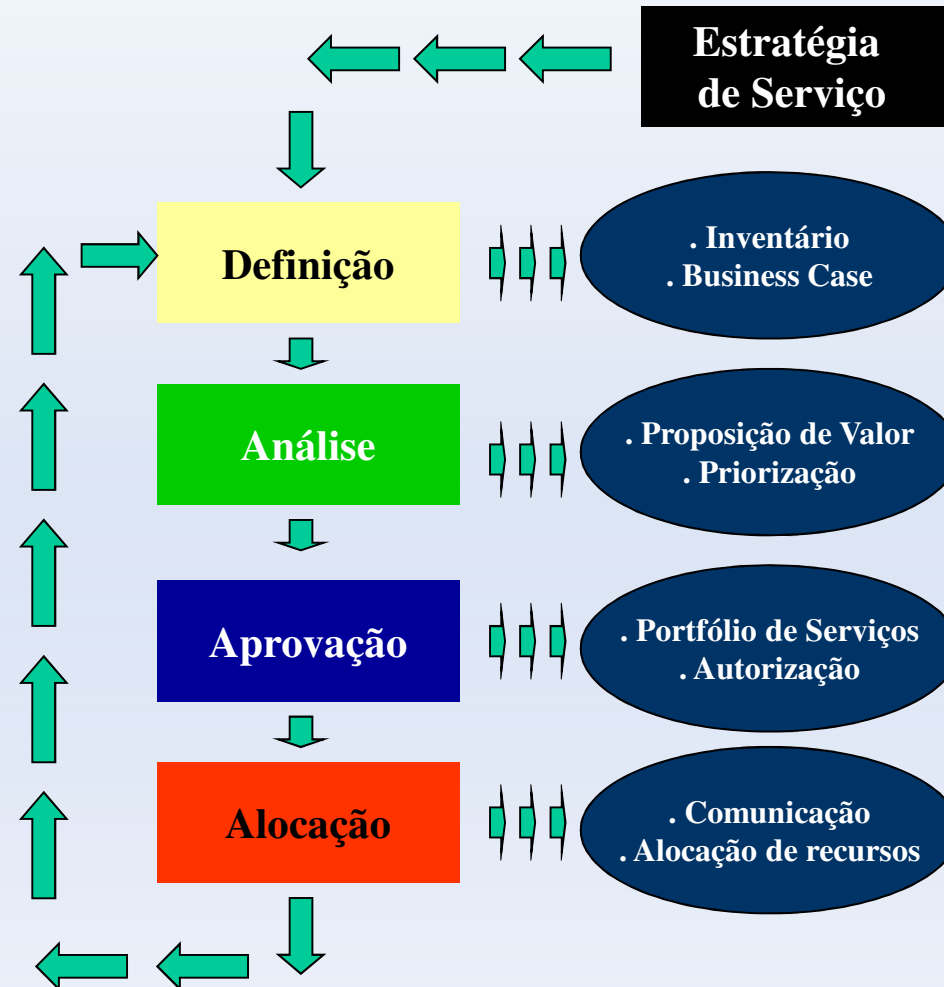 Estratégia
de Serviço
Definição
. Inventário
. Business Case
Análise
. Proposição de Valor
. Priorização
Aprovação
. Portfólio de Serviços
. Autorização
Alocação
. Comunicação
. Alocação de recursos